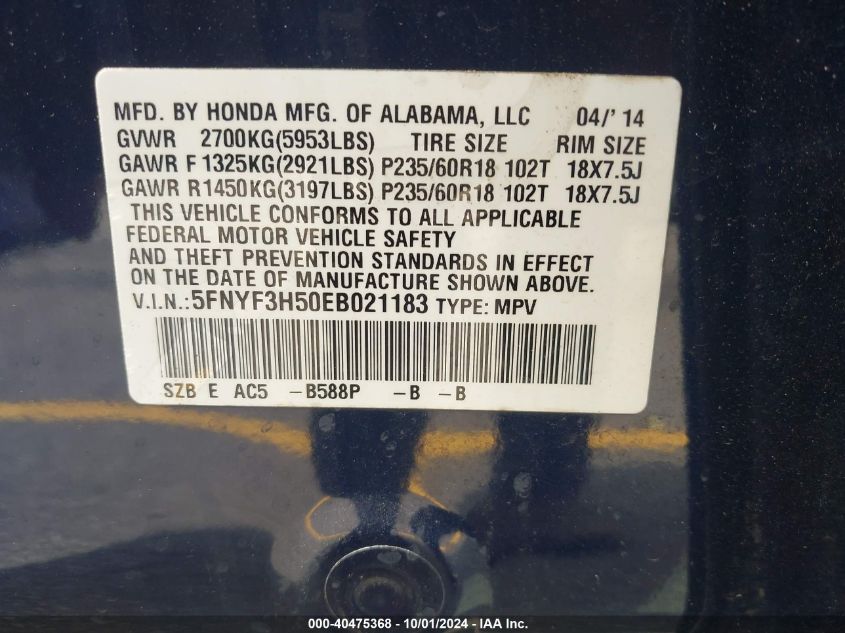 MFD. BY HONDA MFG. OF ALABAMA, LLC 04/'14
GVWR 2700KG(5953LBS) TIRE SIZE RIM SIZE
GAWR F 1325KG(2921LBS) P235/60R18 102T 18X7.5J
GAWR R1450KG(3197LBS) P235/60R18 102T 18X7.5J
THIS VEHICLE CONFORMS TO ALL APPLICABLE
FEDERAL MOTOR VEHICLE SAFETY
AND THEFT PREVENTION STANDARDS IN EFFECT
ON THE DATE OF MANUFACTURE SHOWN ABOVE.
V.I.N.:5FNYF3H50EB021183 TYPE: MPV
SZB E AC5 -B588P -B -B
000-40475368 - 10/01/2024 - IAA Inc.